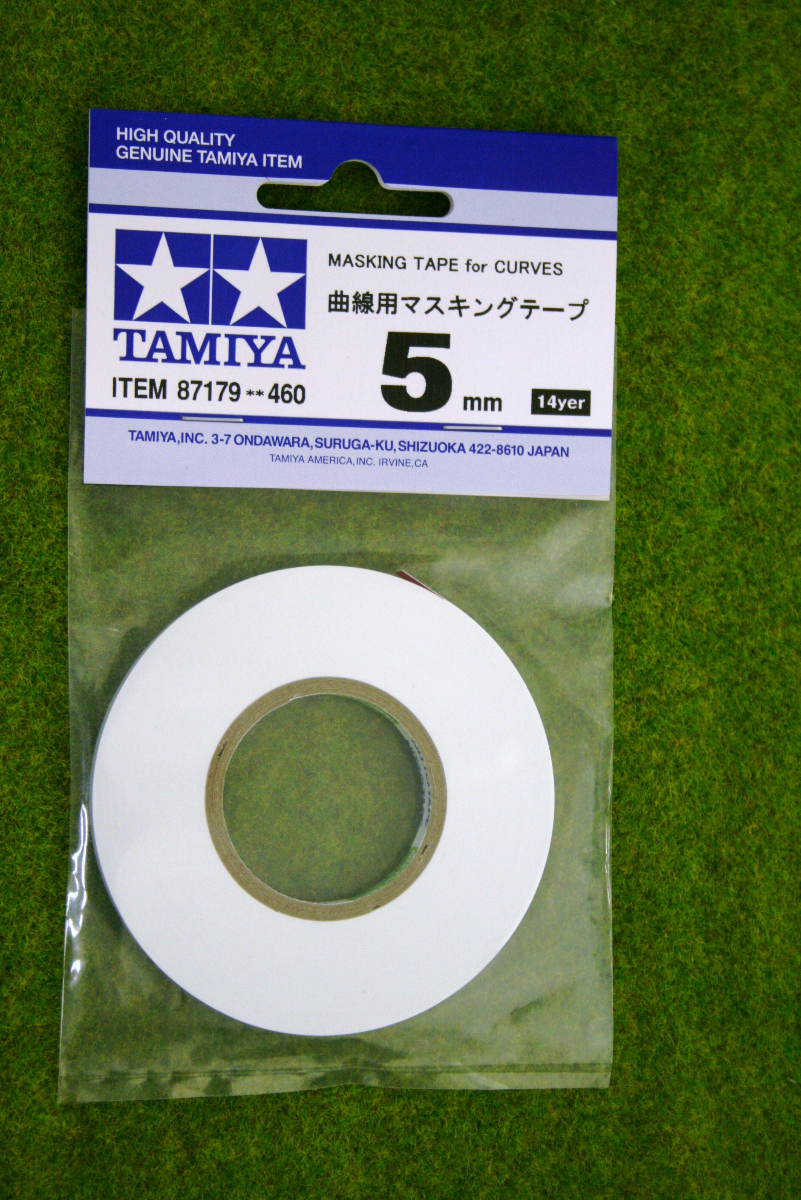 HIGH QUALITY
GENUINE TAMIYA ITEM
MASKING TAPE for CURVES
曲線用マスキングテープ
TAMIYA
ITEM 87179 ** 460
5 mm
14yer
TAMIYA,INC. 3-7 ONDAWARA, SURUGA-KU, SHIZUOKA 422-8610 JAPAN
TAMIYA AMERICA, INC. IRVINE, CA